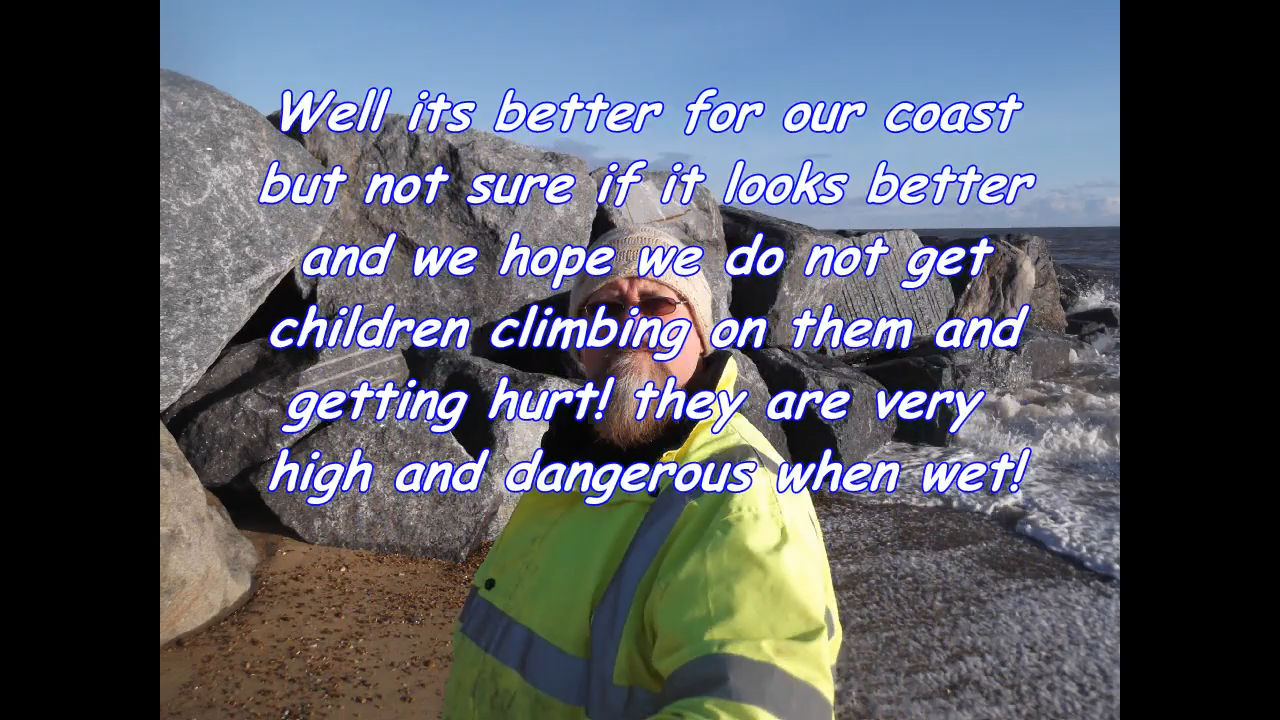 Well its better for our coast
but not sure if it looks better
and we hope we do not get
children climbing on them and
getting hurt! they are very
high and dangerous when wet!